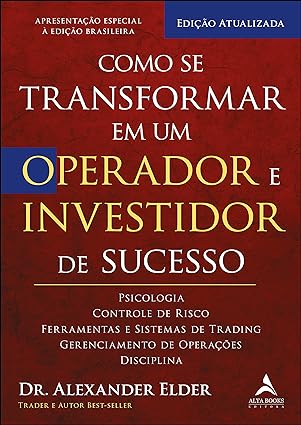 APRESENTAÇÃO ESPECIAL
À EDIÇÃO BRASILEIRA
EDIÇÃO ATUALIZADA
COMO SE
TRANSFORMAR
EM UM
OPERADOR E
INVESTIDOR
DE SUCESSO
PSICOLOGIA
CONTROLE DE RISCO
FERRAMENTAS E SISTEMAS DE TRADING
GERENCIAMENTO DE OPERAÇÕES
DISCIPLINA
DR. ALEXANDER ELDER
TRADER E AUTOR BEST-SELLER
ALTA BOOKS
EDITORA